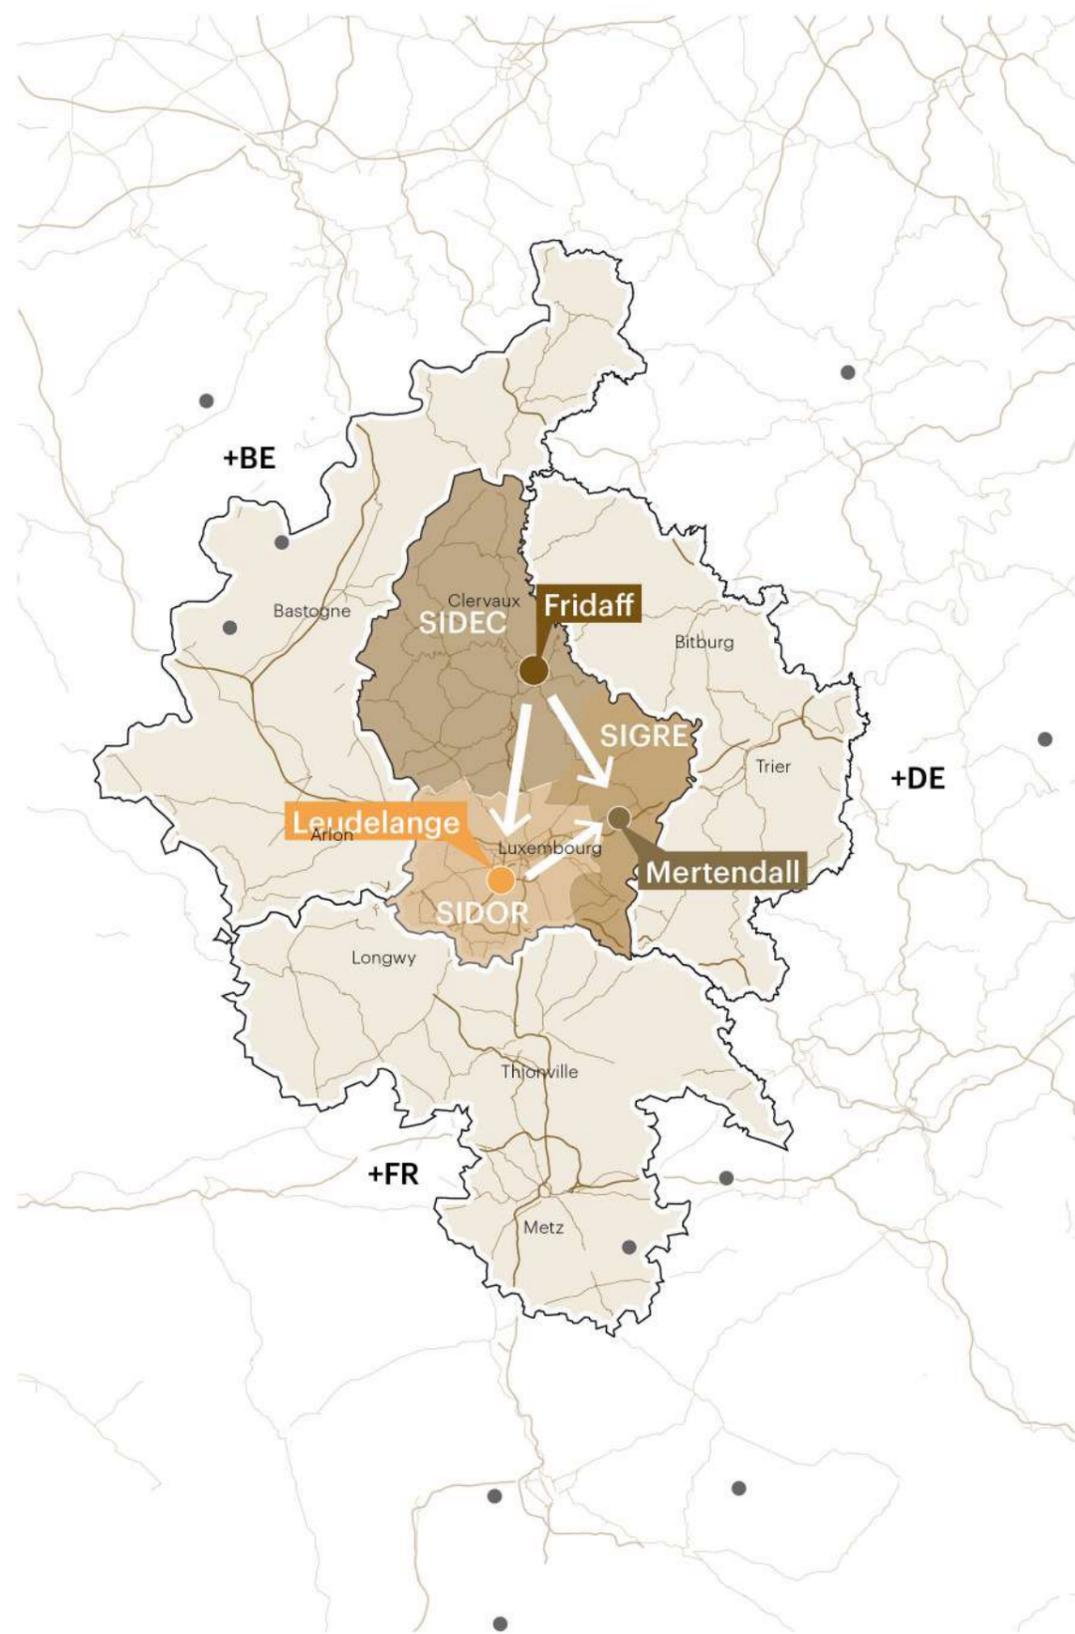 +BE
Clervaux
Fridaff
Bastogne
SIDEC
Bitburg
SIGRE
Trier
+DE
Leudelange
Arlon
Luxembourg
Mertendall
SIDOR
Longwy
Thionville
+FR
Metz